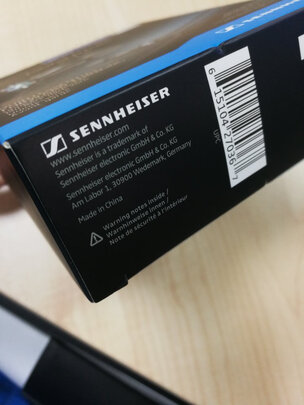 SENNHEISER
www.sennheiser.com
Sennheiser is a trademark of
Sennheiser electronic GmbH & Co. KG
Sennheiser electronic GmbH & Co. KG
Am Labor 1, 30900 Wedemark, Germany
Made in China
Warning notes inside /
Warnhinweise innen /
Note de sécurité à l'intérieur
UPC
6 15104 27036